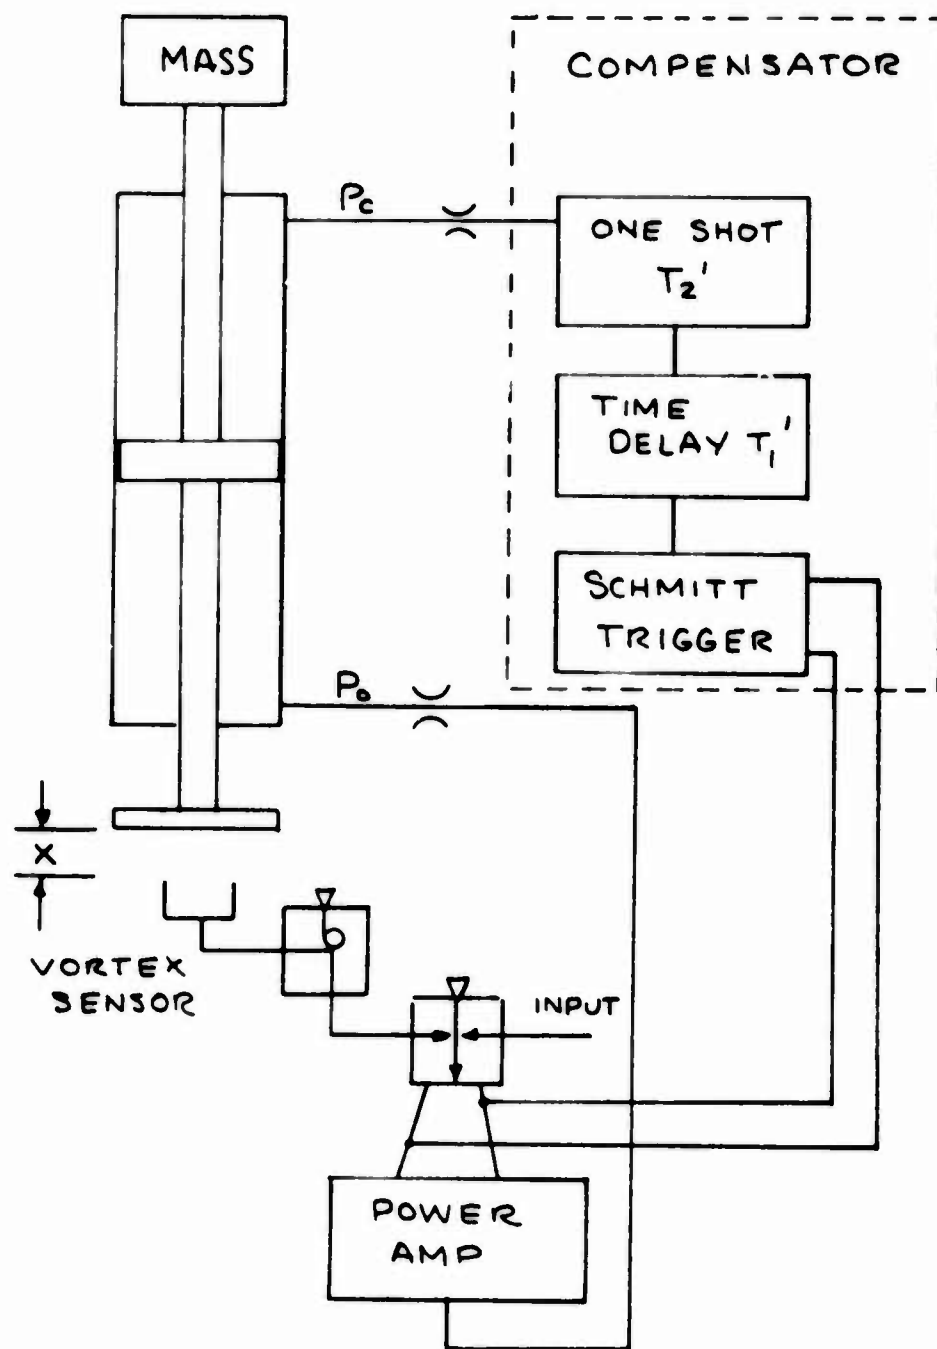 MASS
COMPENSATOR
Pc
ONE SHOT
T2'
TIME
DELAY T1'
SCHMITT
TRIGGER
Po
X
VORTEX
SENSOR
INPUT
POWER
AMP